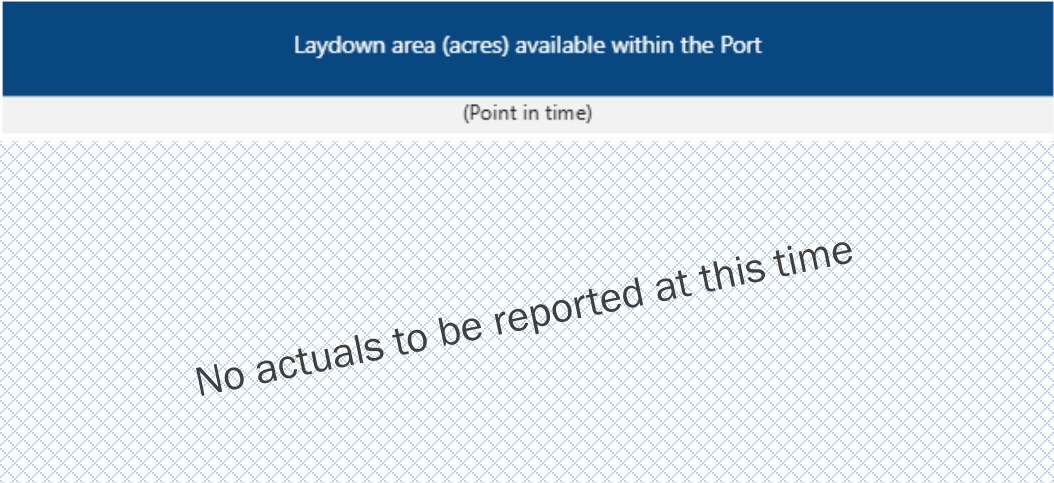 Laydown area (acres) available within the Port
(Point in time)
No actuals to be reported at this time